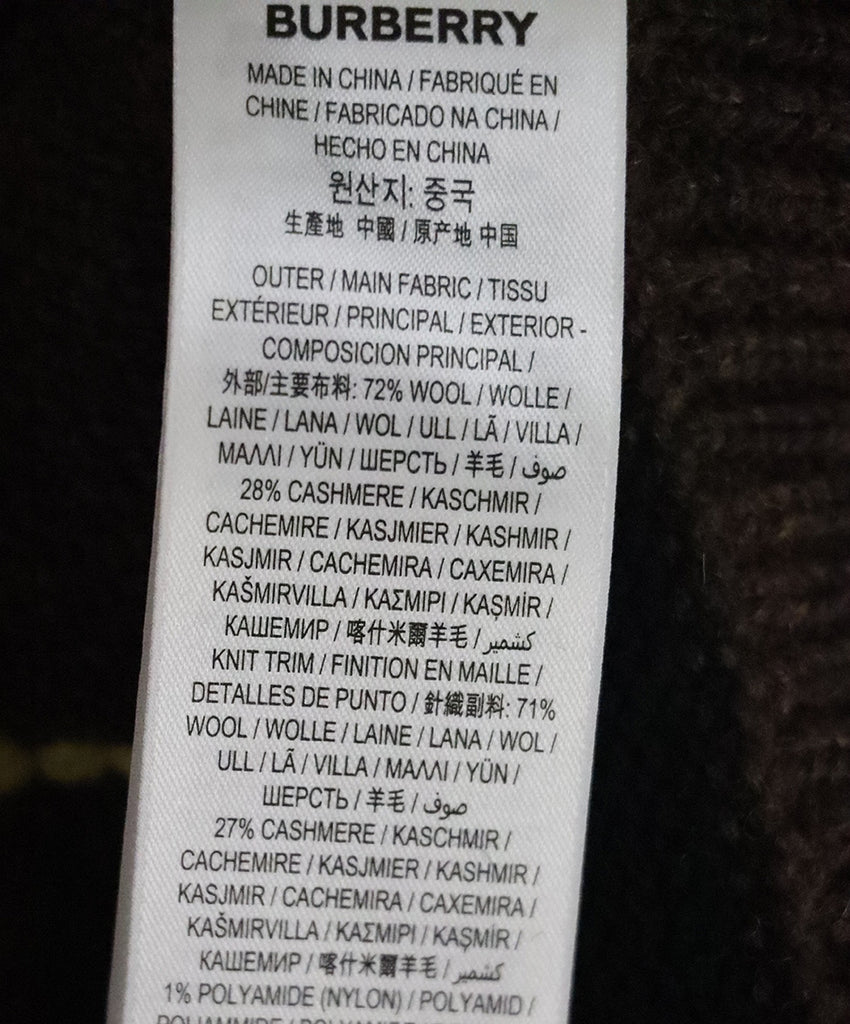 BURBERRY
MADE IN CHINA / FABRIQUÉ EN
CHINE / FABRICADO NA CHINA /
HECHO EN CHINA
원산지: 중국
生產地 中國 / 原产地 中国
OUTER / MAIN FABRIC / TISSU
EXTÉRIEUR / PRINCIPAL / EXTERIOR -
COMPOSICION PRINCIPAL /
外部/主要布料: 72% WOOL / WOLLE /
LAINE / LANA / WOL / ULL / LÃ / VILLA /
ΜΑΛΛΙ / YÜN / ШЕРСТЬ / 羊毛 / صوف
28% CASHMERE / KASCHMIR /
CACHEMIRE / KASJMIER / KASHMIR /
KASJMIR / CACHEMIRA / CAXEMIRA /
KAŠMIRVILLA / ΚΑΣΜΙΡΙ / KAŞMİR /
КАШЕМИР / 喀什米爾羊毛 / كشمير
KNIT TRIM / FINITION EN MAILLE /
DETALLES DE PUNTO / 針織副料: 71%
WOOL / WOLLE / LAINE / LANA / WOL /
ULL / LÃ / VILLA / ΜΑΛΛΙ / YÜN /
ШЕРСТЬ / 羊毛 / صوف
27% CASHMERE / KASCHMIR /
CACHEMIRE / KASJMIER / KASHMIR /
KASJMIR / CACHEMIRA / CAXEMIRA /
KAŠMIRVILLA / ΚΑΣΜΙΡΙ / KAŞMİR /
КАШЕМИР / 喀什米爾羊毛 / كشمير
1% POLYAMIDE (NYLON) / POLYAMID /